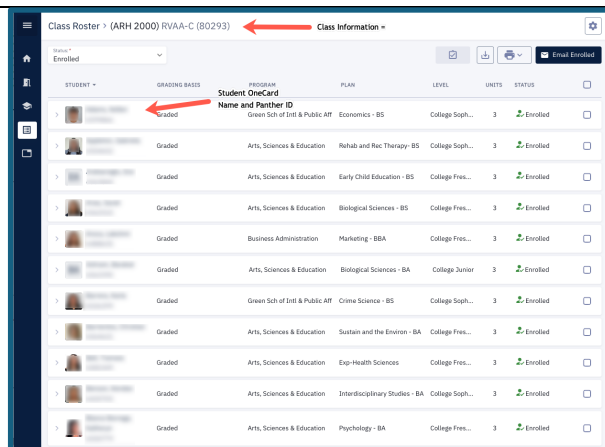 Class Roster > (ARH 2000) RVAA-C (80293) Class Information =
Status *
Enrolled
Email Enrolled
STUDENT GRADING BASIS PROGRAM PLAN LEVEL UNITS STATUS
Student OneCard
Name and Panther ID
Graded Green Sch of Intl & Public Aff Economics - BS College Soph... 3 Enrolled
Graded Arts, Sciences & Education Rehab and Rec Therapy- BS College Soph... 3 Enrolled
Graded Arts, Sciences & Education Early Child Education - BS College Fres... 3 Enrolled
Graded Arts, Sciences & Education Biological Sciences - BS College Fres... 3 Enrolled
Graded Business Administration Marketing - BBA College Fres... 3 Enrolled
Graded Arts, Sciences & Education Biological Sciences - BA College Junior 3 Enrolled
Graded Green Sch of Intl & Public Aff Crime Science - BS College Soph... 3 Enrolled
Graded Arts, Sciences & Education Sustain and the Environ - BA College Fres... 3 Enrolled
Graded Arts, Sciences & Education Exp-Health Sciences College Fres... 3 Enrolled
Graded Arts, Sciences & Education Interdisciplinary Studies - BA College Soph... 3 Enrolled
Graded Arts, Sciences & Education Psychology - BA College Fres... 3 Enrolled